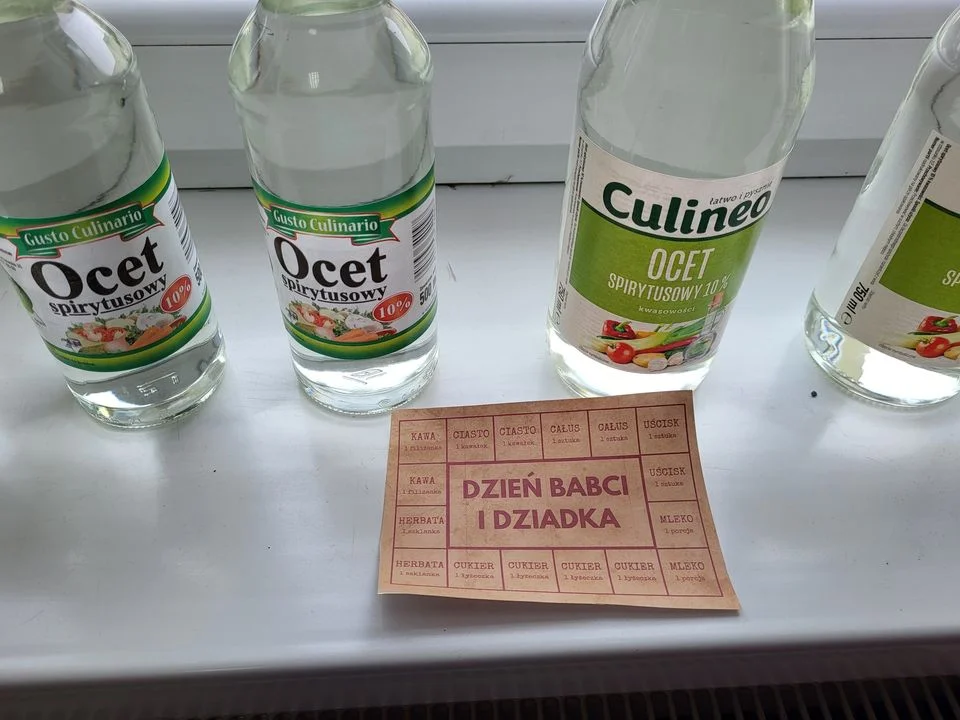 Gusto Culinario
Ocet
spirytusowy
10%
Gusto Culinario
Ocet
spirytusowy
10%
500
łatwo i pysznie
Culineo
OCET
SPIRYTUSOWY 10%
kwasowości
750 ml
KAWA
1 filiżanka
CIASTO
1 kawałek
CIASTO
1 kawałek
CAŁUS
1 sztuka
CAŁUS
1 sztuka
UŚCISK
1 sztuka
KAWA
1 filiżanka
DZIEŃ BABCI
I DZIADKA
UŚCISK
1 sztuka
HERBATA
1 szklanka
MLEKO
1 porcja
HERBATA
1 szklanka
CUKIER
1 łyżeczka
CUKIER
1 łyżeczka
CUKIER
1 łyżeczka
CUKIER
1 łyżeczka
MLEKO
1 porcja